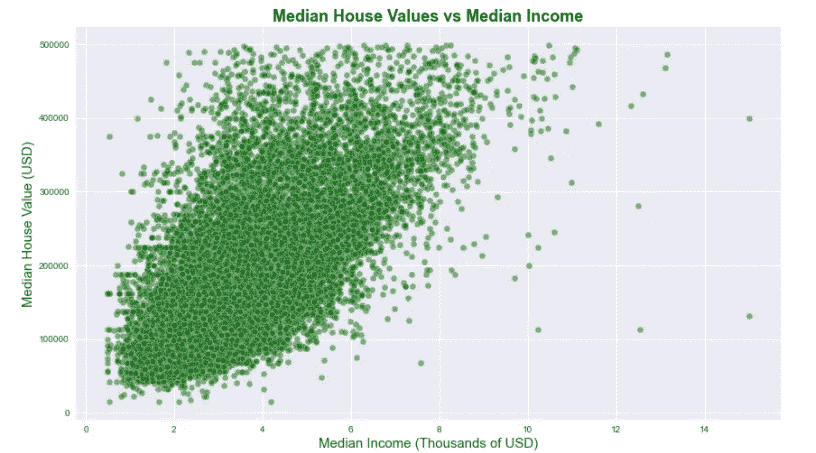 Median House Values vs Median Income
500000
400000
300000
200000
100000
0
Median House Value (USD)
0 2 4 6 8 10 12 14
Median Income (Thousands of USD)